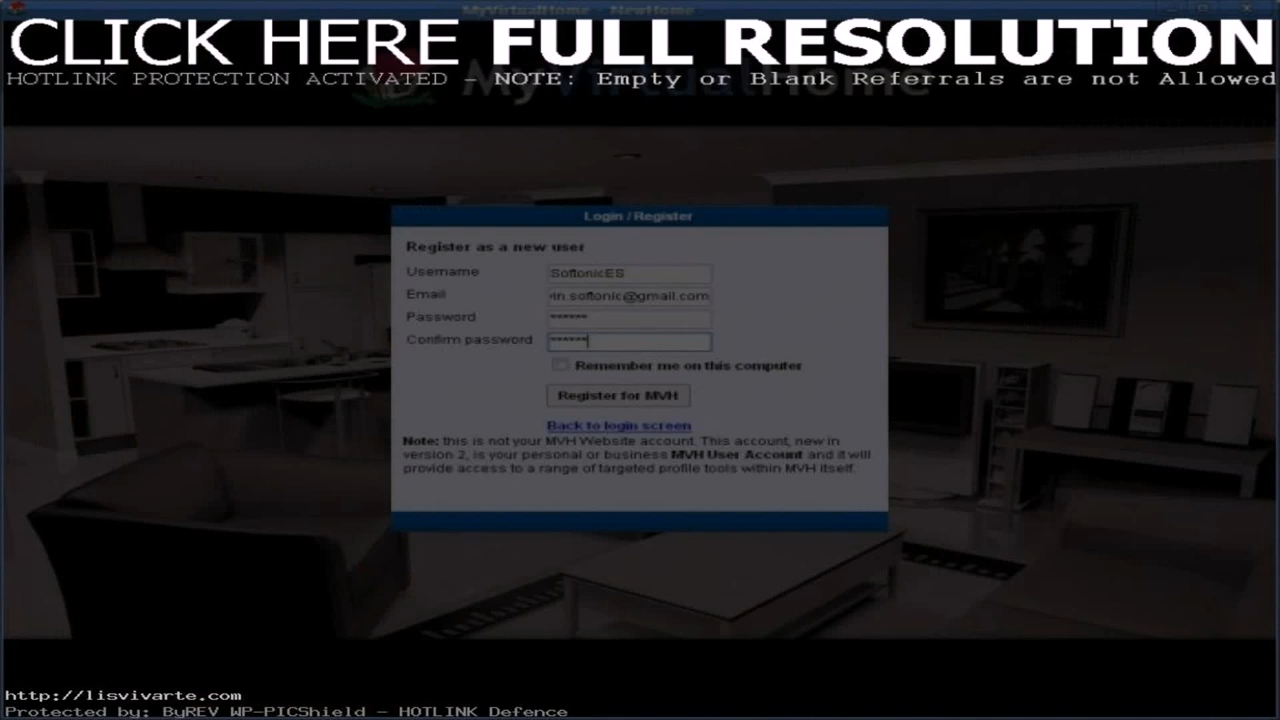 MyVirtualHome - NewHome
CLICK HERE FULL RESOLUTION
HOTLINK PROTECTION ACTIVATED - NOTE: Empty or Blank Referrals are not Allowed
MyVirtualHome
Login / Register
Register as a new user
Username SoftonicES
Email in.softonic@gmail.com
Password ******
Confirm password ******
Remember me on this computer
Register for MVH
Back to login screen
Note: this is not your MVH Website account. This account, new in
version 2, is your personal or business MVH User Account and it will
provide access to a range of targeted profile tools within MVH itself.
http://lisvivarte.com
Protected by: ByREV WP-PICShield - HOTLINK Defence